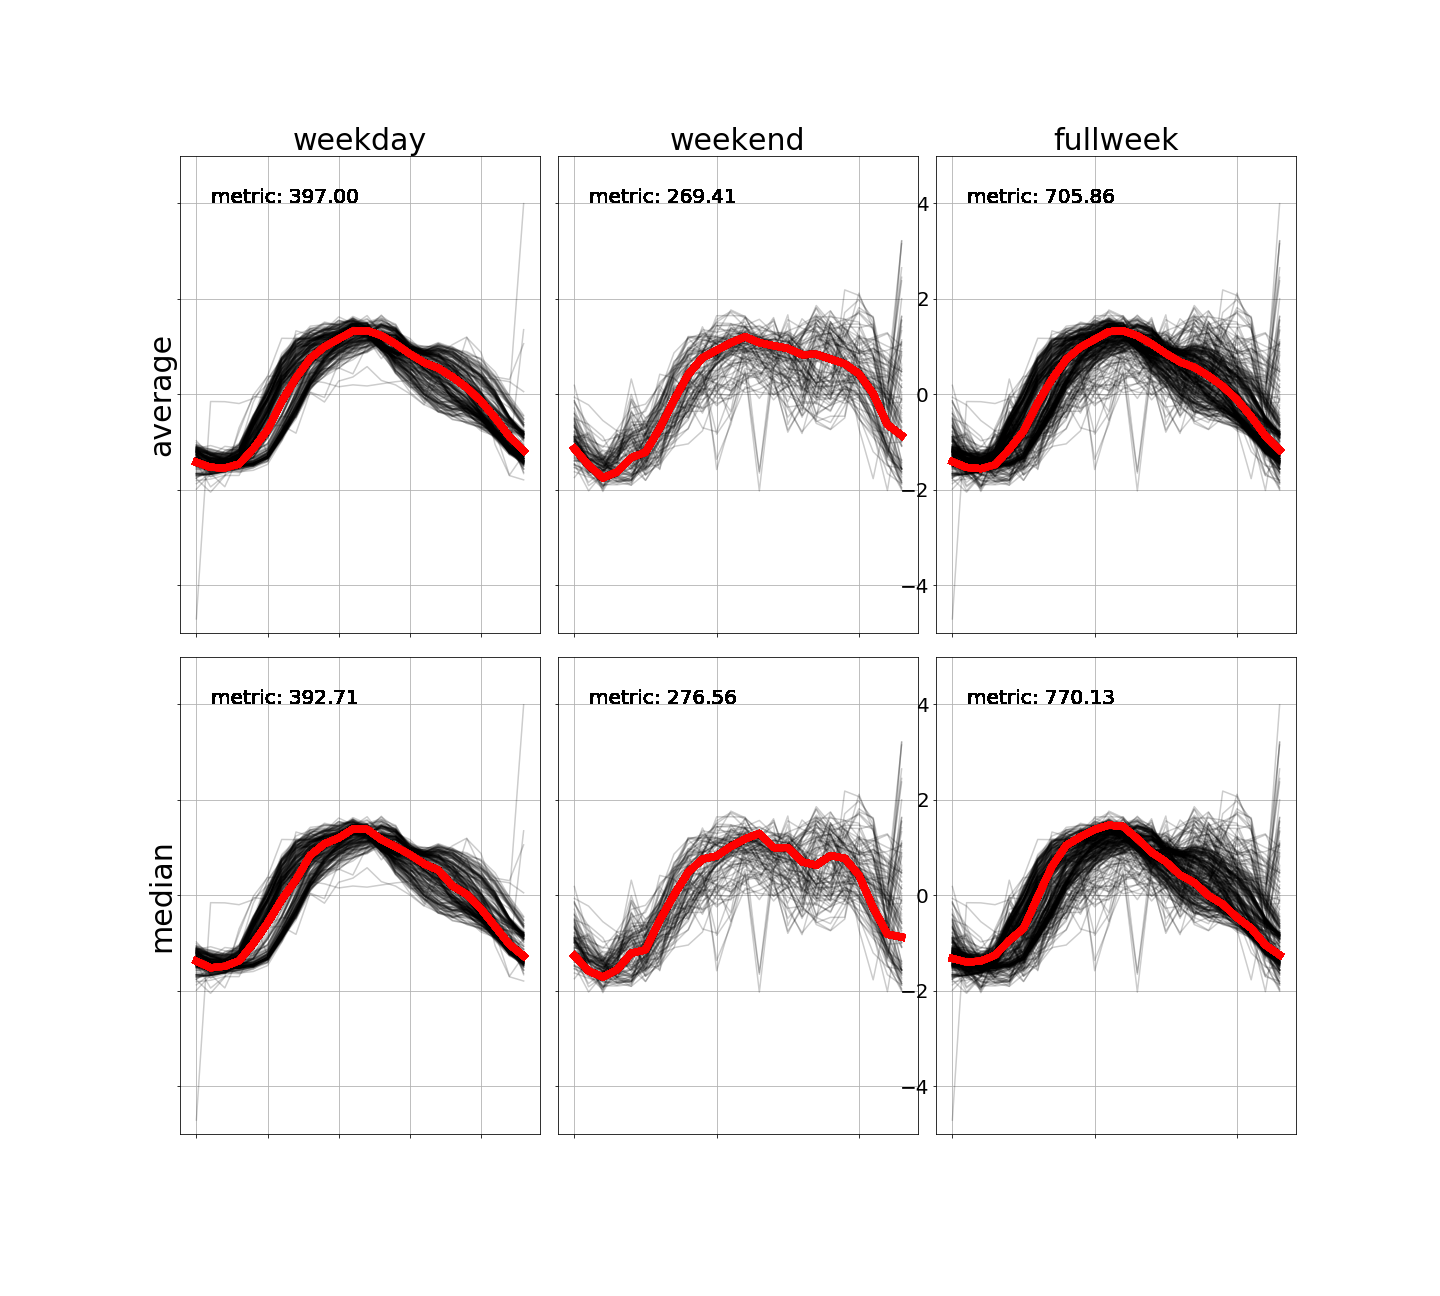 weekday weekend fullweek
metric: 397.00 metric: 269.41 metric: 705.86
average
4
2
0
−2
−4
metric: 392.71 metric: 276.56 metric: 770.13
median
4
2
0
−2
−4